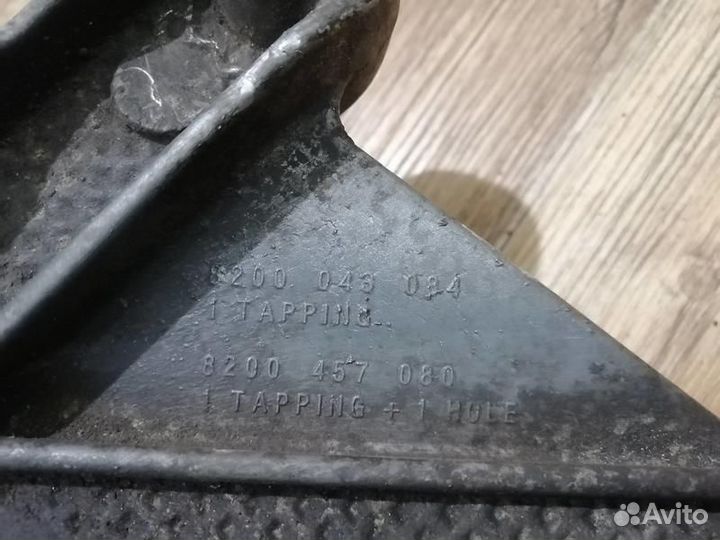 8200 043 084
1 TAPPING
8200 457 080
1 TAPPING + 1 HOLE
Avito